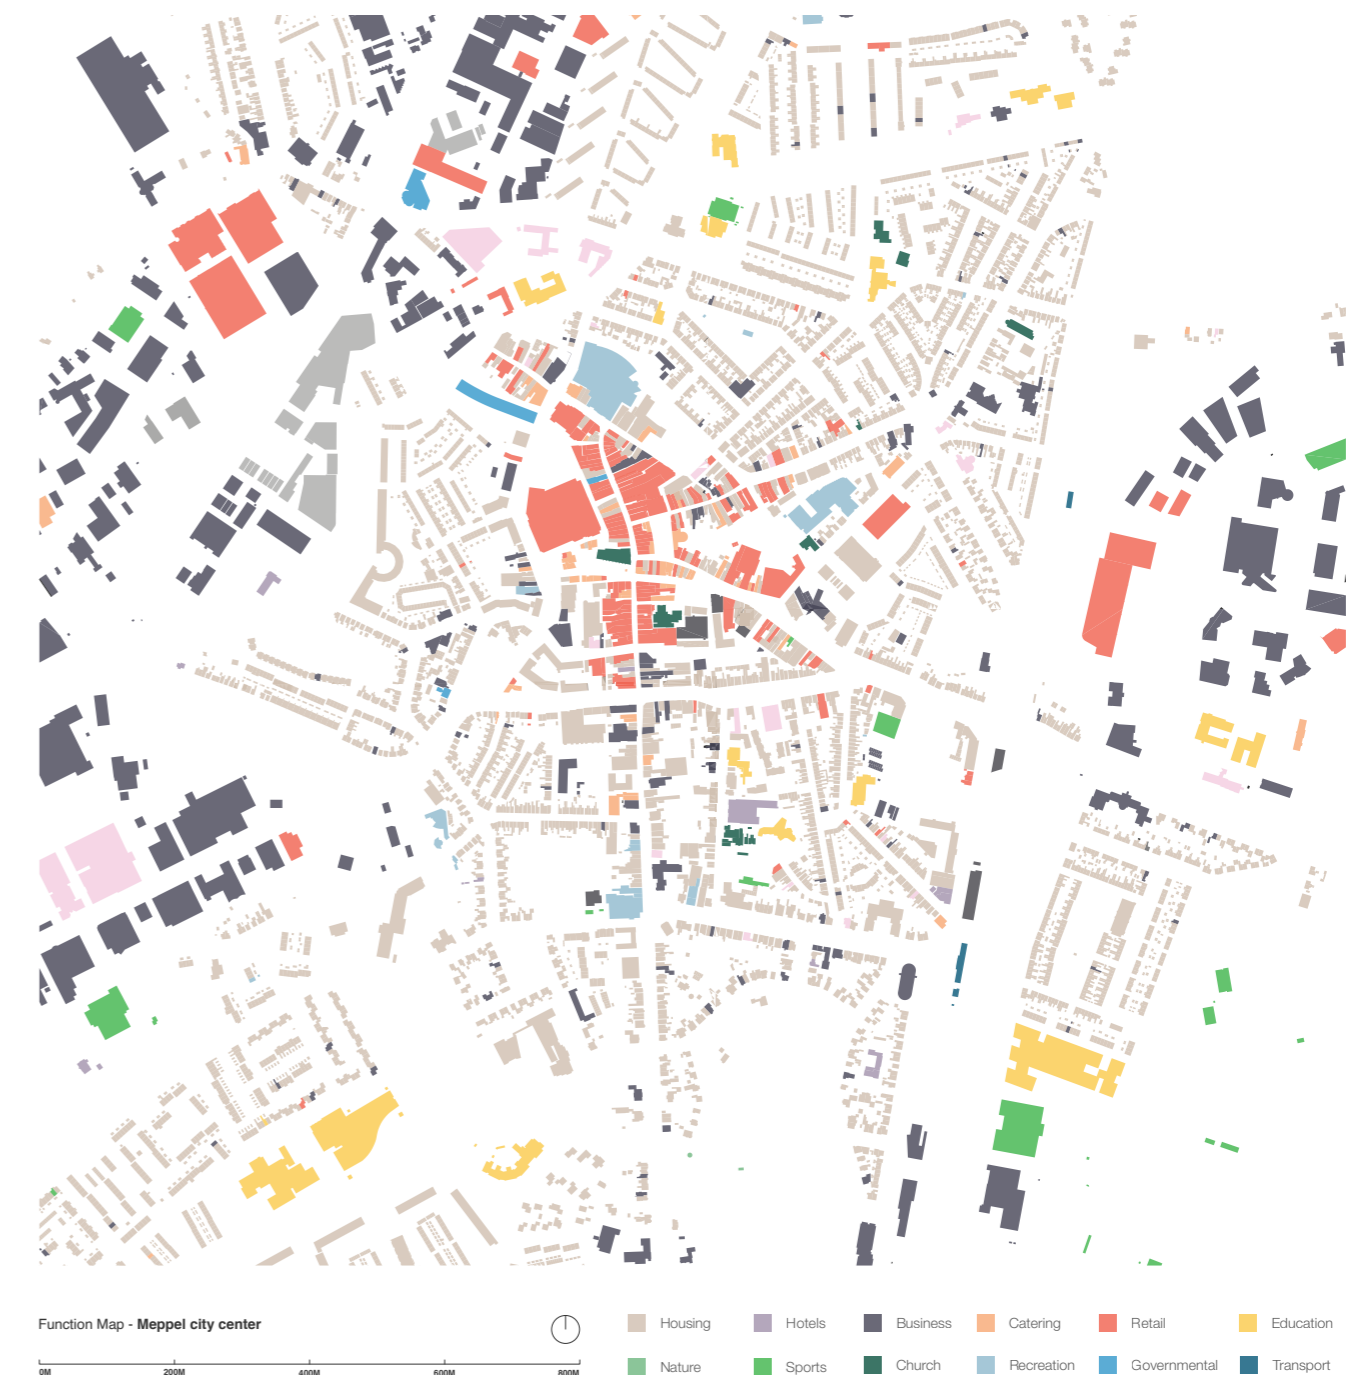 Function Map - Meppel city center
0M 200M 400M 600M 800M
Housing Hotels Business Catering Retail Education
Nature Sports Church Recreation Governmental Transport